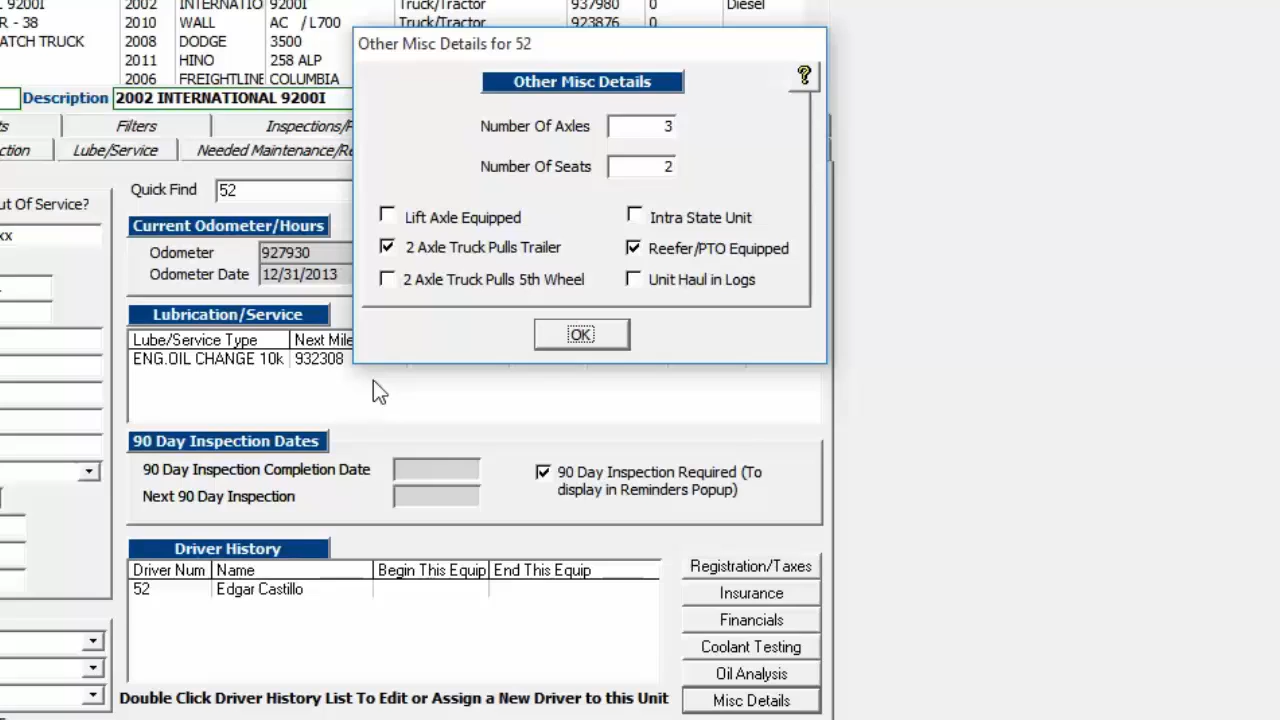 9200I 2002 INTERNATIO 9200I Truck/Tractor 937980 0 Diesel
R - 38 2010 WALL AC / L700 Truck/Tractor 923876 0
ATCH TRUCK 2008 DODGE 3500
2011 HINO 258 ALP
2006 FREIGHTLINE COLUMBIA
Description 2002 INTERNATIONAL 9200I
ts Filters Inspections/F
ction Lube/Service Needed Maintenance/Re
Other Misc Details for 52
?
Other Misc Details
Number Of Axles 3
Number Of Seats 2
Lift Axle Equipped Intra State Unit
2 Axle Truck Pulls Trailer Reefer/PTO Equipped
2 Axle Truck Pulls 5th Wheel Unit Haul in Logs
OK
ut Of Service?
xx
Quick Find 52
Current Odometer/Hours
Odometer 927930
Odometer Date 12/31/2013
Lubrication/Service
Lube/Service Type Next Mile
ENG.OIL CHANGE 10k 932308
90 Day Inspection Dates
90 Day Inspection Completion Date
Next 90 Day Inspection
90 Day Inspection Required (To
display in Reminders Popup)
Driver History
Driver Num Name Begin This Equip End This Equip
52 Edgar Castillo
Registration/Taxes
Insurance
Financials
Coolant Testing
Oil Analysis
Misc Details
Double Click Driver History List To Edit or Assign a New Driver to this Unit